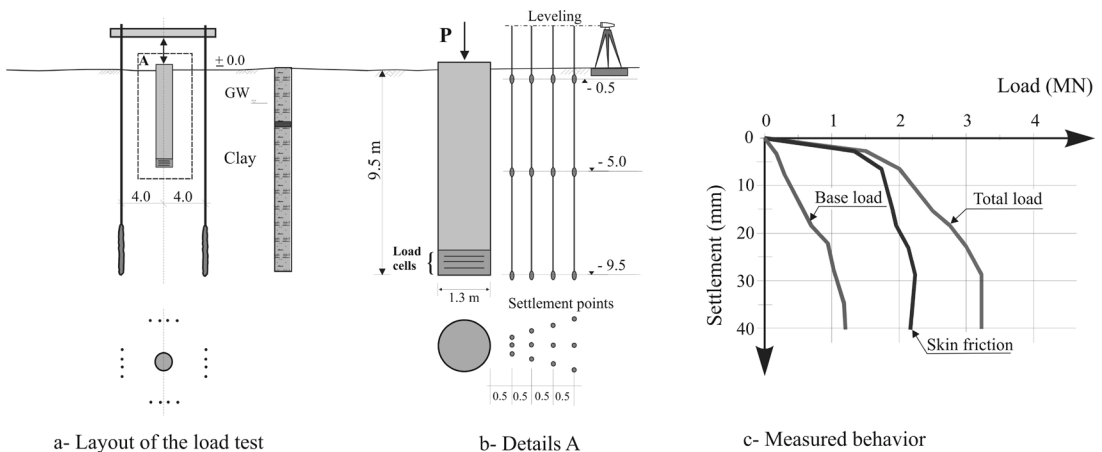 A
± 0.0
GW
Clay
4.0 4.0
a- Layout of the load test
P
Leveling
- 0.5
- 5.0
- 9.5
9.5 m
Load
cells
1.3 m
Settlement points
0.5 0.5 0.5 0.5
b- Details A
Load (MN)
0 1 2 3 4
0
10
20
30
40
Settlement (mm)
Base load
Total load
Skin friction
c- Measured behavior